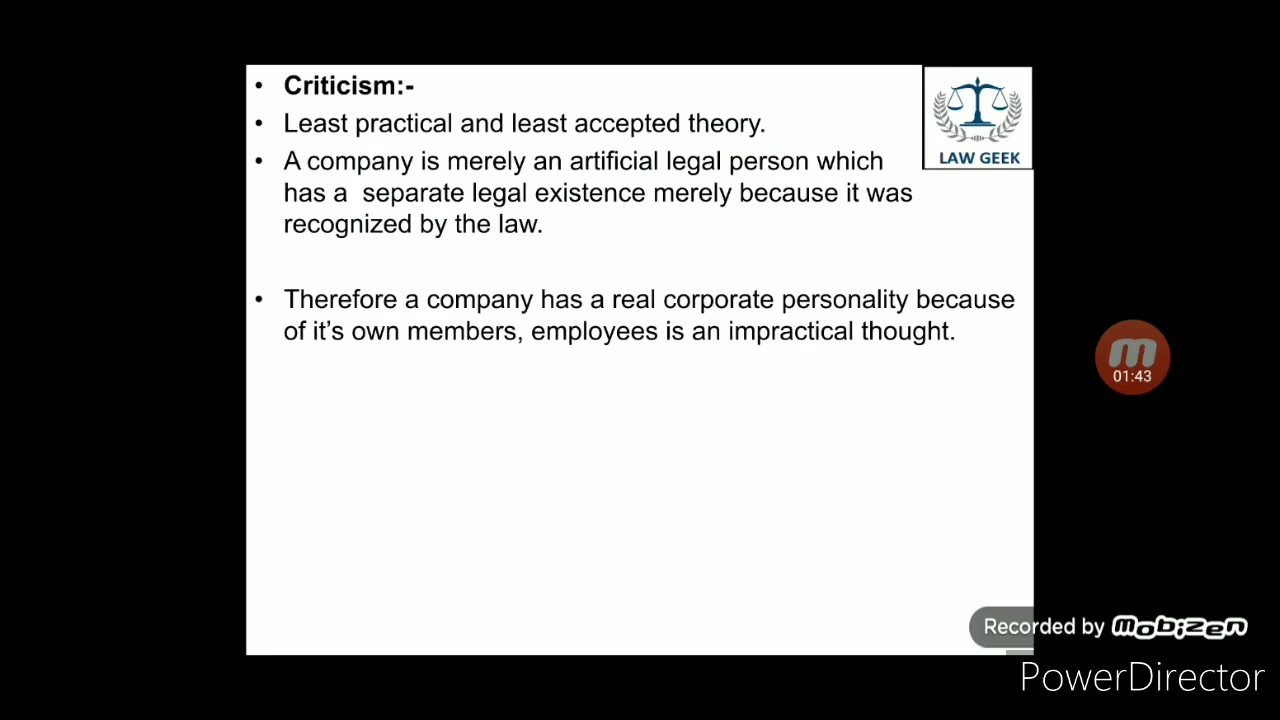 • Criticism:-
• Least practical and least accepted theory.
• A company is merely an artificial legal person which
has a  separate legal existence merely because it was
recognized by the law.
• Therefore a company has a real corporate personality because
of it’s own members, employees is an impractical thought.
LAW GEEK
m
01:43
Recorded by mobizen
PowerDirector